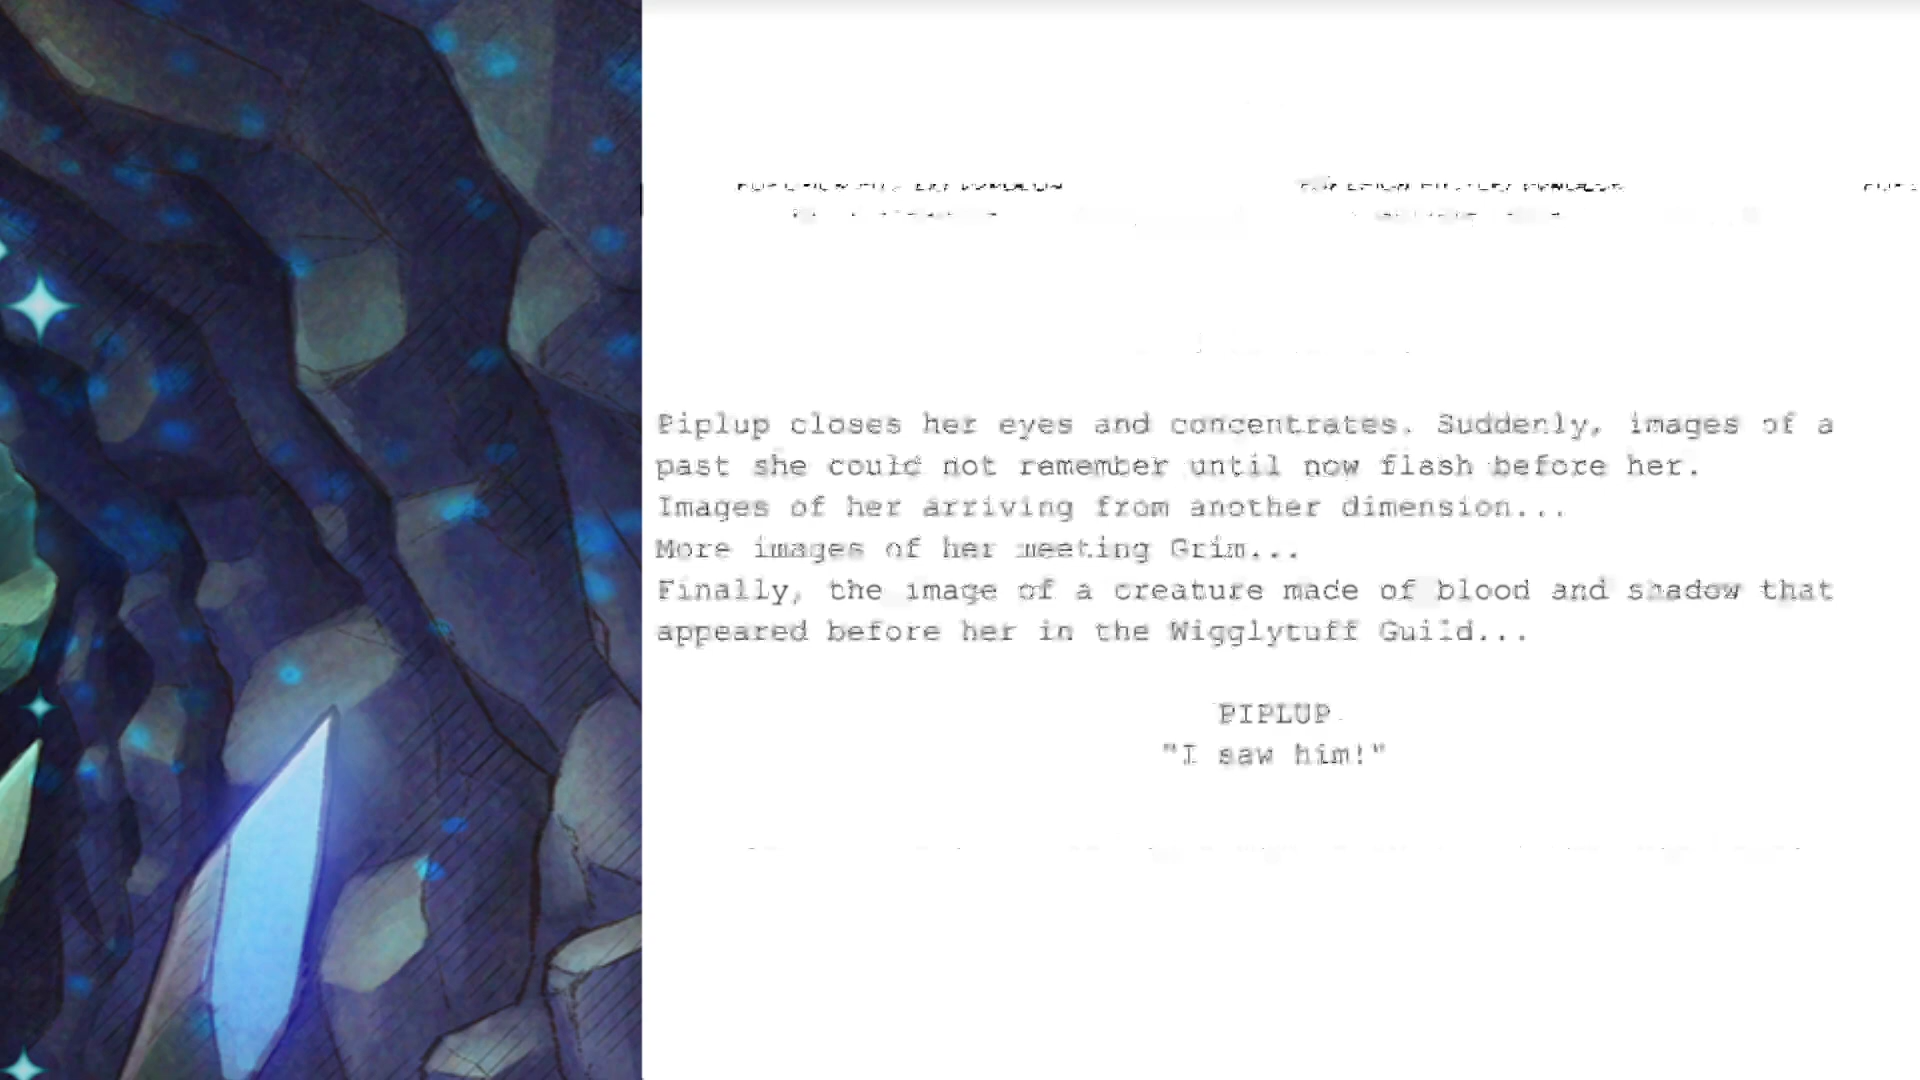 Piplup closes her eyes and concentrates. Suddenly, images of a
past she could not remember until now flash before her.
Images of her arriving from another dimension...
More images of her meeting Grim...
Finally, the image of a creature made of blood and shadow that
appeared before her in the Wigglytuff Guild...
PIPLUP
"I saw him!"